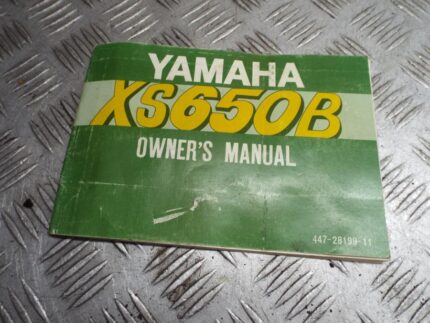 YAMAHA
XS650B
OWNER'S MANUAL
447-28199-11